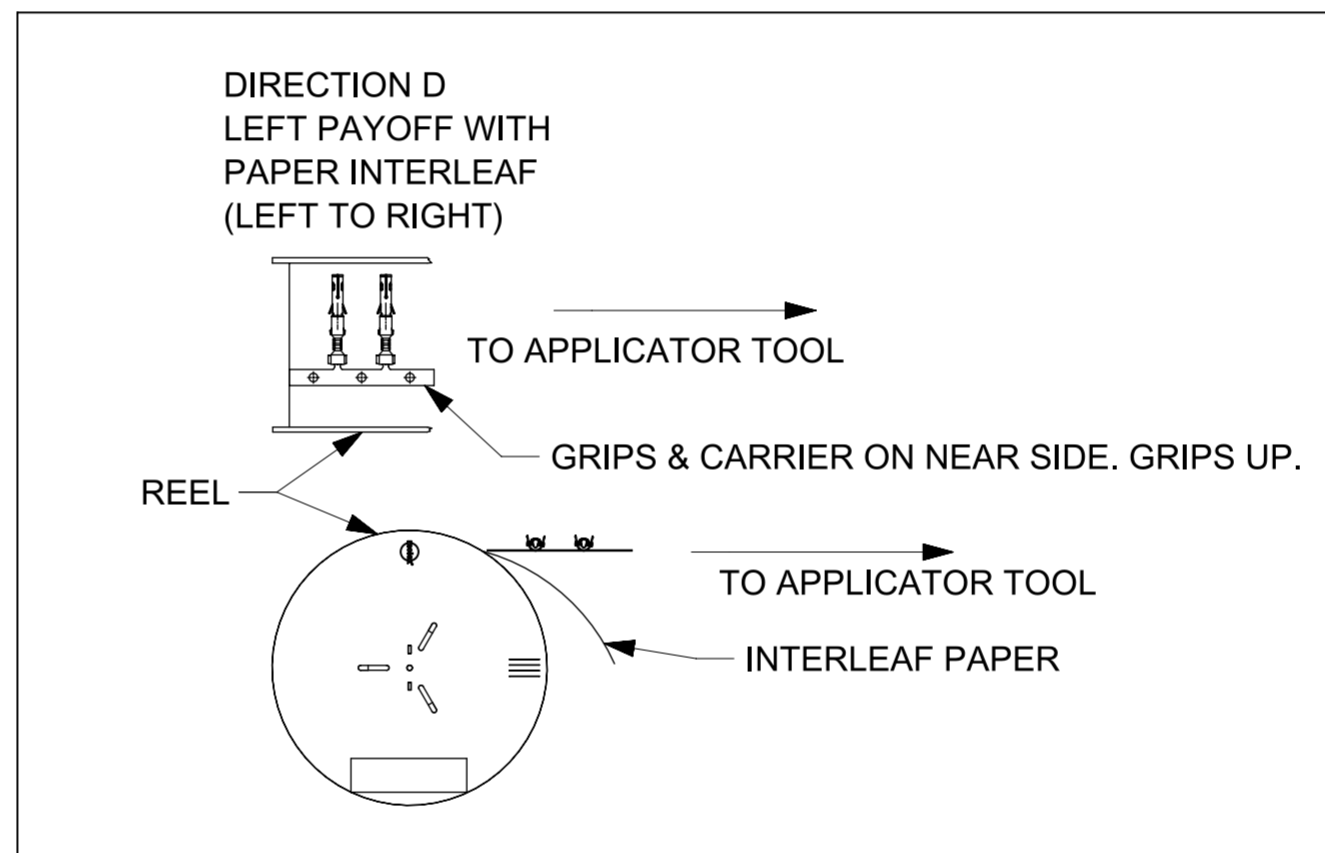 DIRECTION D
LEFT PAYOFF WITH
PAPER INTERLEAF
(LEFT TO RIGHT)
TO APPLICATOR TOOL
GRIPS & CARRIER ON NEAR SIDE. GRIPS UP.
REEL
TO APPLICATOR TOOL
INTERLEAF PAPER